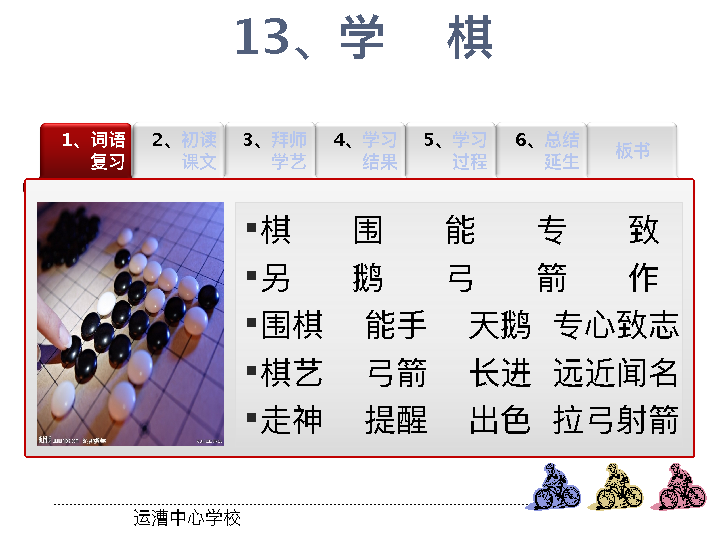 13、学 棋
1、词语
复习
2、初读
课文
3、拜师
学艺
4、学习
结果
5、学习
过程
6、总结
延生
板书
▪棋 围 能 专 致
▪另 鹅 弓 箭 作
▪围棋 能手 天鹅 专心致志
▪棋艺 弓箭 长进 远近闻名
▪走神 提醒 出色 拉弓射箭
运漕中心学校